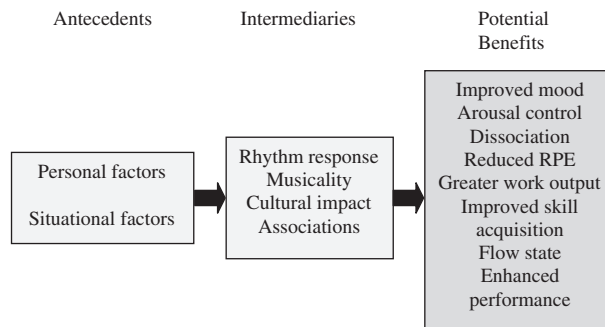 Antecedents
Intermediaries
Potential
Benefits
Personal factors
Situational factors
Rhythm response
Musicality
Cultural impact
Associations
Improved mood
Arousal control
Dissociation
Reduced RPE
Greater work output
Improved skill
acquisition
Flow state
Enhanced
performance